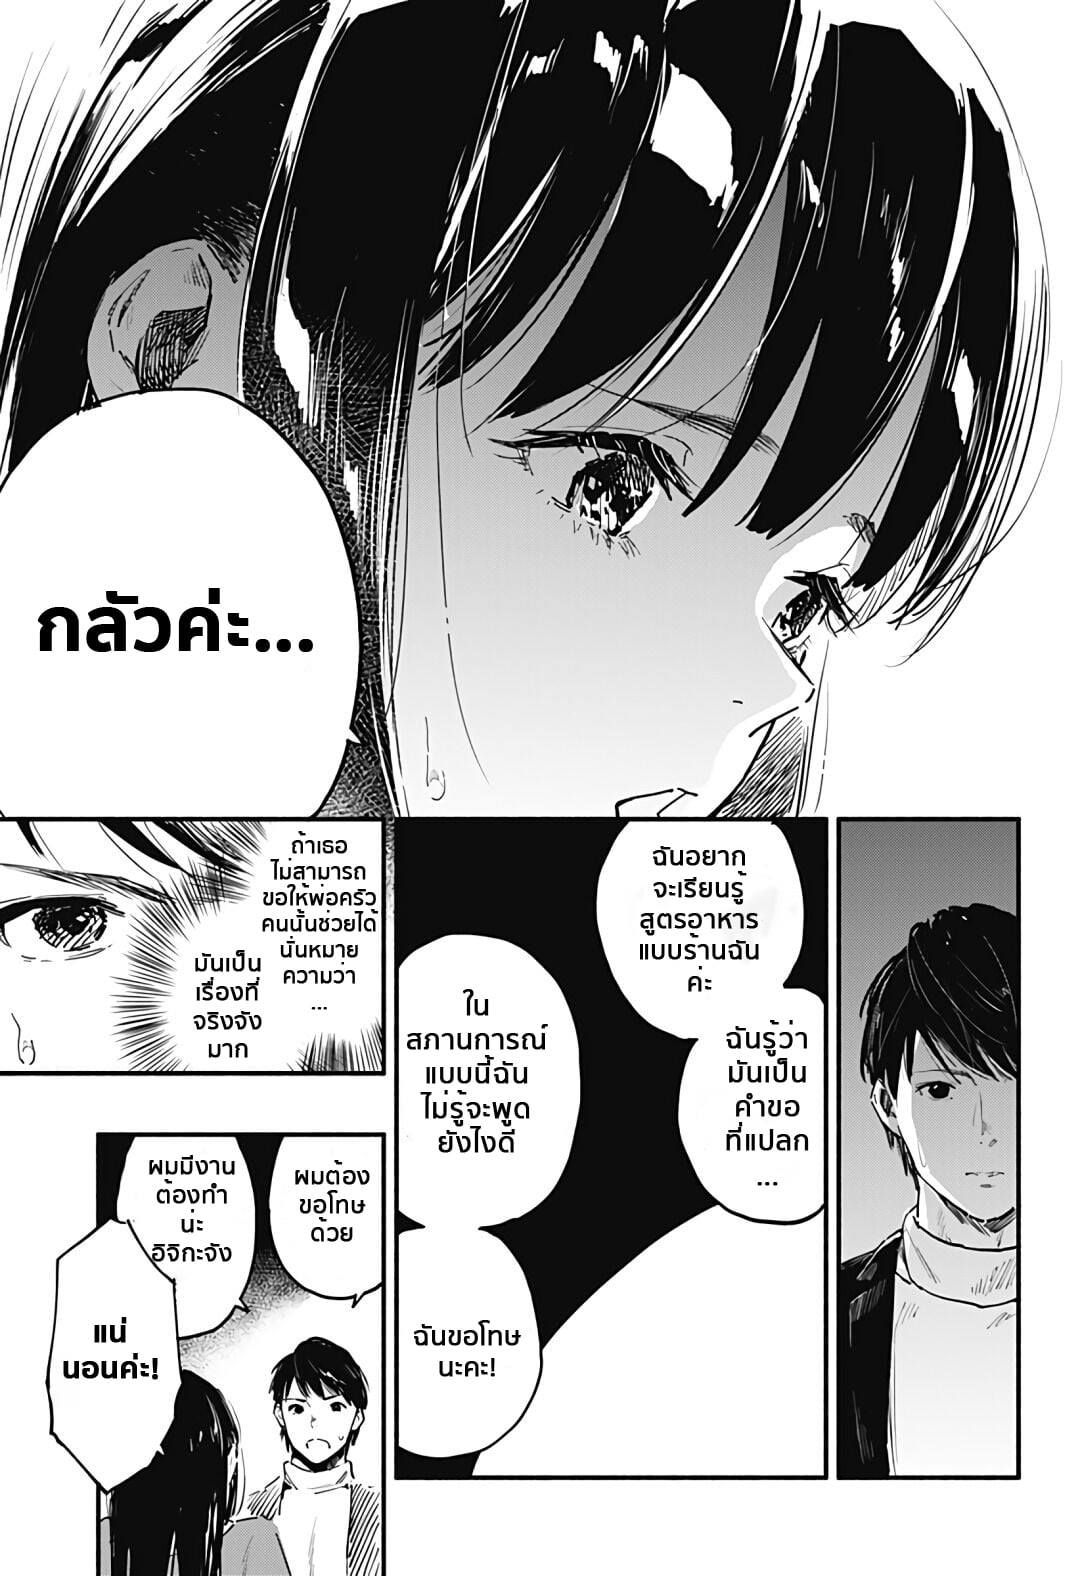 กลัวค่ะ...
ฉันอยาก
จะเรียนรู้
สูตรอาหาร
แบบร้านฉัน
ค่ะ
ฉันรู้ว่า
มันเป็น
คำขอ
ที่แปลก
...
ใน
สถานการณ์
แบบนี้ฉัน
ไม่รู้จะพูด
ยังไงดี
ฉันขอโทษ
นะคะ!
ถ้าเธอ
ไม่สามารถ
ขอให้พ่อครัว
คนนั้นช่วยได้
นั่นหมาย
ความว่า
...
มันเป็น
เรื่องที่
จริงจัง
มาก
ผมต้อง
ขอโทษ
ด้วย
ผมมีงาน
ต้องทำ
น่ะ
อิจิกะจัง
แน่
นอนค่ะ!